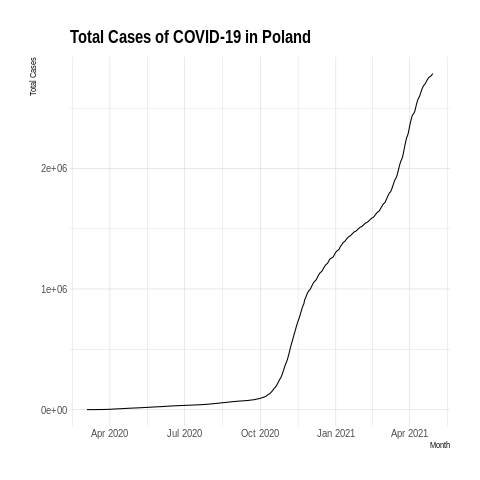 Total Cases of COVID-19 in Poland
Total Cases
2e+06
1e+06
0e+00
Apr 2020
Jul 2020
Oct 2020
Jan 2021
Apr 2021
Month